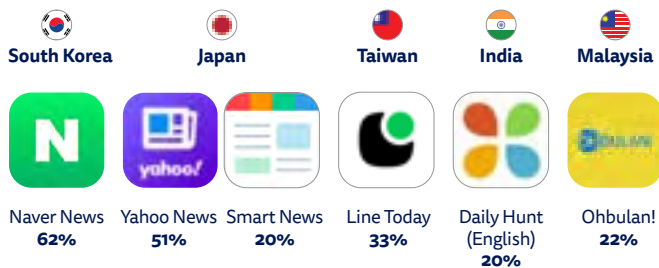 South Korea
Japan
Taiwan
India
Malaysia
N
yahoo!
Naver News
62%
Yahoo News
51%
Smart News
20%
Line Today
33%
Daily Hunt
(English)
20%
Ohbulan!
22%